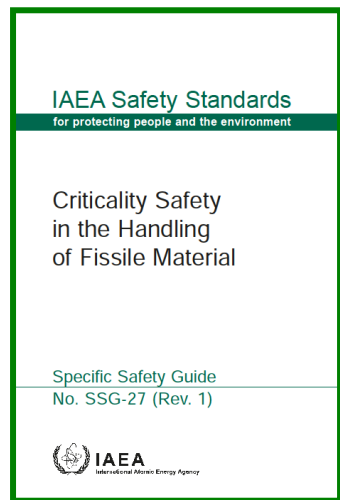 IAEA Safety Standards
for protecting people and the environment
Criticality Safety
in the Handling
of Fissile Material
Specific Safety Guide
No. SSG-27 (Rev. 1)
IAEA
International Atomic Energy Agency